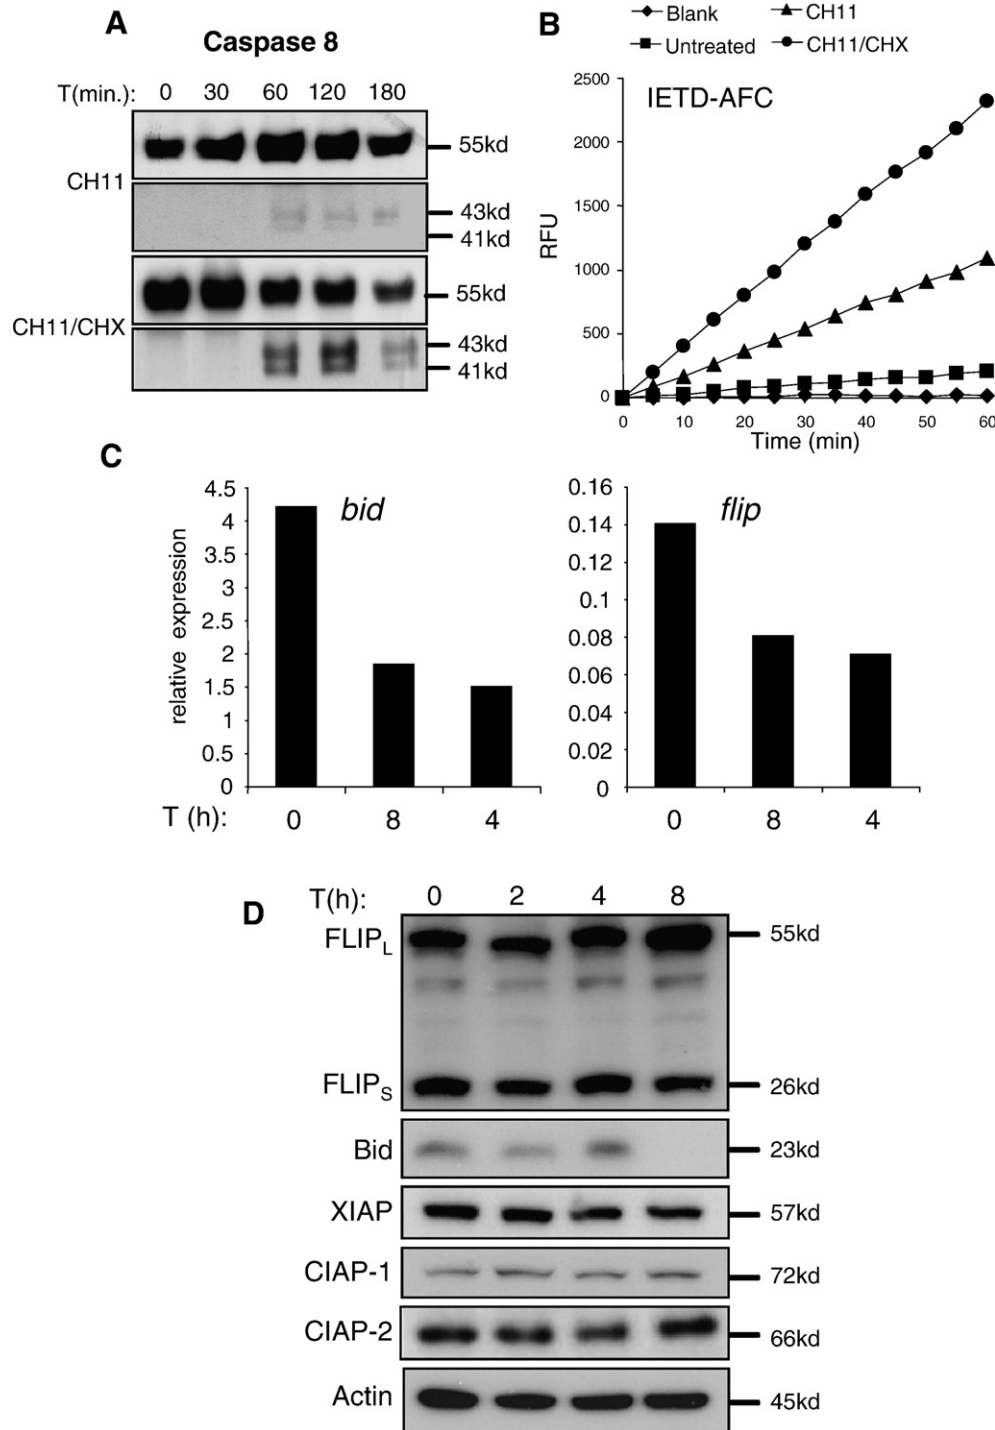 A
Caspase 8
T(min.): 0 30 60 120 180
CH11
55kd
43kd
41kd
CH11/CHX
55kd
43kd
41kd
B
Blank
CH11
Untreated
CH11/CHX
IETD-AFC
RFU
2500
2000
1500
1000
500
0
0 10 20 30 40 50 60
Time (min)
C
bid
relative expression
4.5
4
3.5
3
2.5
2
1.5
1
0.5
0
T (h): 0 8 4
flip
0.16
0.14
0.12
0.1
0.08
0.06
0.04
0.02
0
0 8 4
D
T(h): 0 2 4 8
FLIPL 55kd
FLIPS 26kd
Bid 23kd
XIAP 57kd
CIAP-1 72kd
CIAP-2 66kd
Actin 45kd